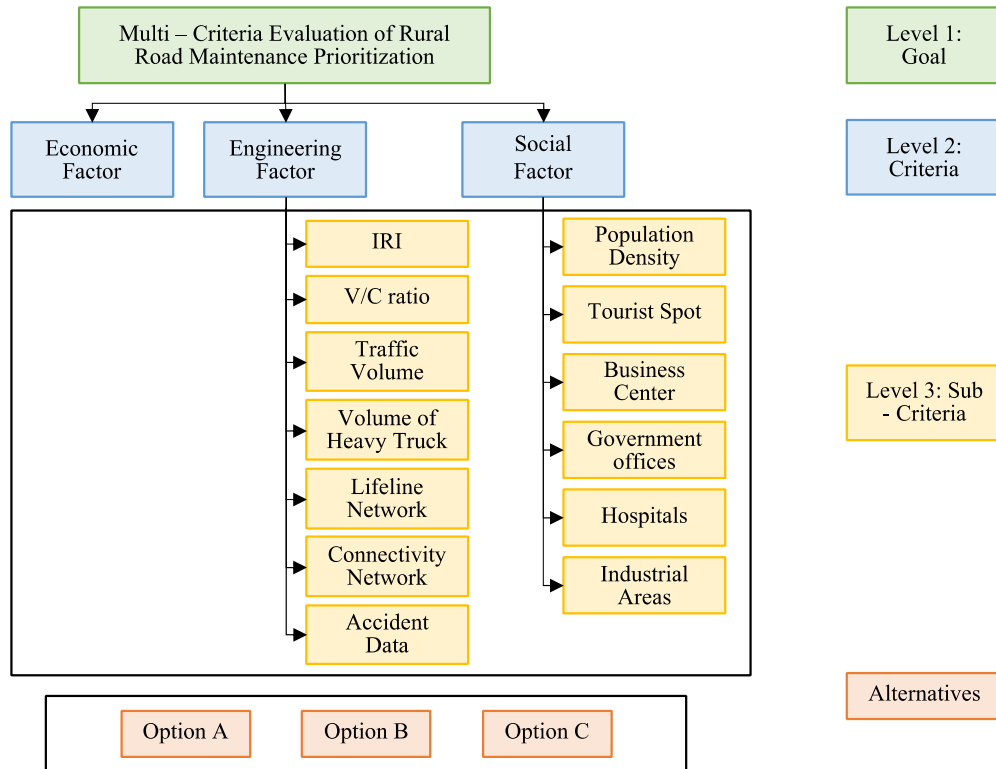 Multi – Criteria Evaluation of Rural
Road Maintenance Prioritization
Level 1:
Goal
Economic
Factor
Engineering
Factor
Social
Factor
Level 2:
Criteria
IRI
V/C ratio
Traffic
Volume
Volume of
Heavy Truck
Lifeline
Network
Connectivity
Network
Accident
Data
Population
Density
Tourist Spot
Business
Center
Government
offices
Hospitals
Industrial
Areas
Level 3: Sub
- Criteria
Option A
Option B
Option C
Alternatives